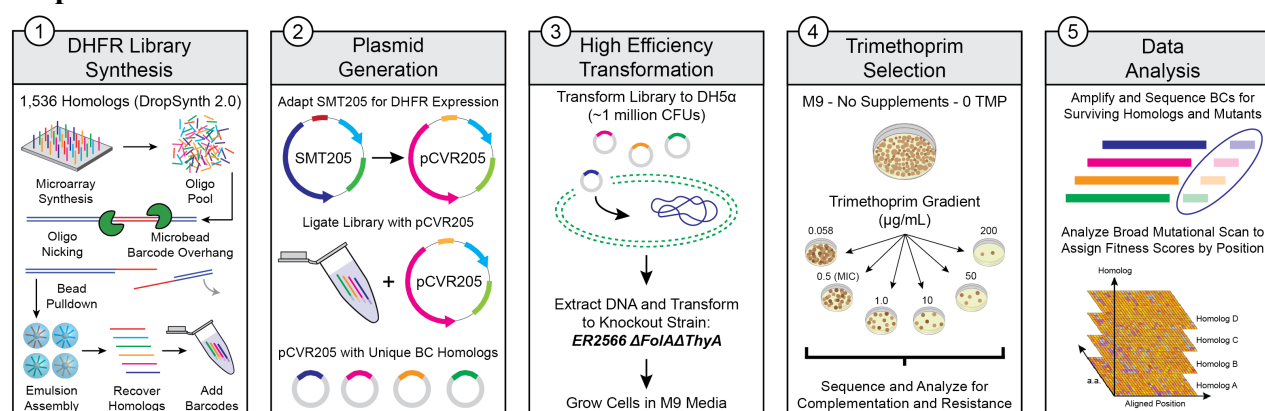 1
DHFR Library
Synthesis
1,536 Homologs (DropSynth 2.0)
Microarray
Synthesis
Oligo
Pool
Oligo
Nicking
Microbead
Barcode Overhang
Bead
Pulldown
Emulsion
Assembly
Recover
Homologs
Add
Barcodes
2
Plasmid
Generation
Adapt SMT205 for DHFR Expression
SMT205
pCVR205
Ligate Library with pCVR205
+
pCVR205
pCVR205 with Unique BC Homologs
3
High Efficiency
Transformation
Transform Library to DH5α
(~1 million CFUs)
Extract DNA and Transform
to Knockout Strain:
ER2566 ΔFolAΔThyA
Grow Cells in M9 Media
4
Trimethoprim
Selection
M9 - No Supplements - 0 TMP
Trimethoprim Gradient
(μg/mL)
0.058
0.5 (MIC)
1.0
10
50
200
Sequence and Analyze for
Complementation and Resistance
5
Data
Analysis
Amplify and Sequence BCs for
Surviving Homologs and Mutants
Analyze Broad Mutational Scan to
Assign Fitness Scores by Position
Homolog
Homolog D
Homolog C
Homolog B
Homolog A
a.a.
Aligned Position